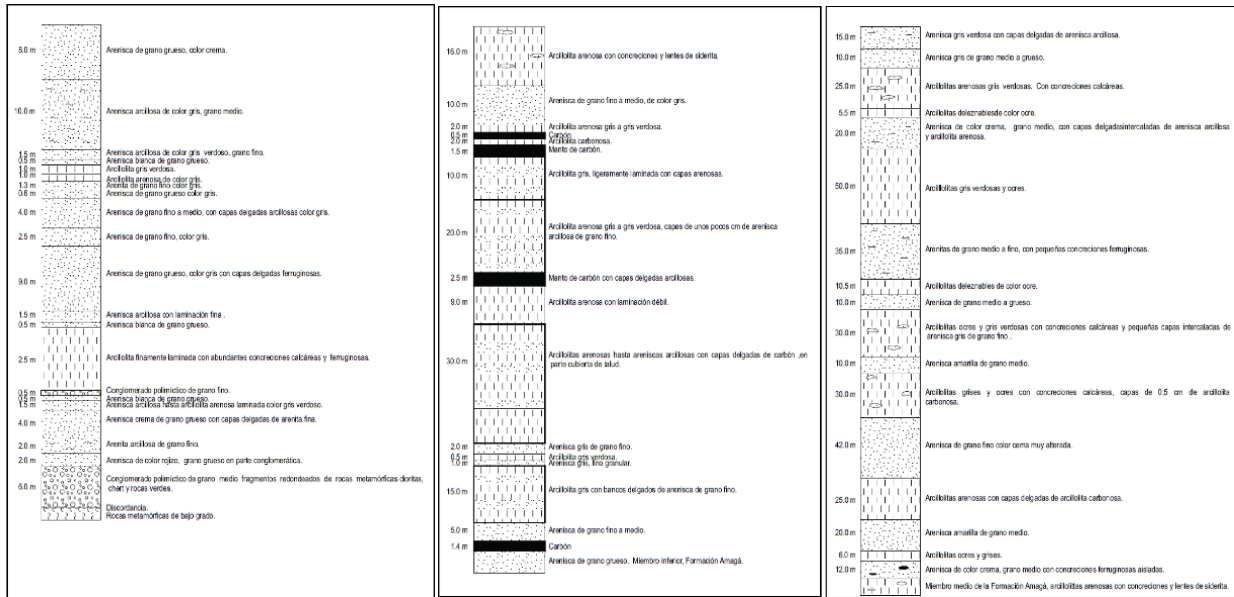 8.0 m Arenisca de grano grueso, color crema.
10.0 m Arenisca arcillosa de color gris, grano medio.
1.5 m Arenisca arcillosa de color gris verdoso, grano fino.
0.5 m Arenisca blanca de grano grueso.
1.0 m Arcillolita gris verdosa.
1.0 m Arcillolita arenosa de color gris.
1.3 m Arenita de grano fino color gris.
0.6 m Arenisca de grano grueso color gris.
4.0 m Arenisca de grano fino a medio, con capas delgadas arcillosas color gris.
2.5 m Arenisca de grano fino, color gris.
9.0 m Arenisca de grano grueso, color gris con capas delgadas ferruginosas.
1.5 m Arenisca arcillosa con laminación fina .
0.5 m Arenisca blanca de grano grueso.
2.5 m Arcillolita finamente laminada con abundantes concreciones calcáreas y ferruginosas.
0.5 m Conglomerado polimíctico de grano fino.
0.5 m Arenisca blanca de grano grueso.
1.5 m Arenisca arcillosa hasta arcillolita arenosa laminada color gris verdoso.
4.0 m Arenisca crema de grano grueso con capas delgadas de arenita fina.
2.0 m Arenita arcillosa de grano fino.
2.0 m Arenisca de color rojizo, grano grueso en parte conglomerática.
6.0 m Conglomerado polimíctico de grano medio fragmentos redondeados de rocas metamórficas dioritas,
chert y rocas verdes.
Discordancia.
Rocas metamórficas de bajo grado.
16.0 m Arcillolita arenosa con concreciones y lentes de siderita.
10.0 m Arenisca de grano fino a medio, de color gris.
2.0 m Arcillolita arenosa gris a gris verdosa.
0.5 m Carbón
2.0 m Arcillolita carbonosa.
1.5 m Manto de carbón.
10.0 m Arcillolita gris, ligeramente laminada con capas arenosas.
20.0 m Arcillolita arenosa gris a gris verdosa, capas de unos pocos cm de arenisca
arcillosa de grano fino.
2.5 m Manto de carbón con capas delgadas arcillosas.
9.0 m Arcillolita arenosa con laminación débil.
30.0 m Arcillolitas arenosas hasta areniscas arcillosas con capas delgadas de carbón ,en
parte cubierta de talud.
2.0 m Arenisca gris de grano fino.
0.5 m Arcillolita gris verdosa.
1.0 m Arenisca gris, fino granular.
15.0 m Arcillolita gris con bancos delgados de arenisca de grano fino.
5.0 m Arenisca de grano fino a medio.
1.4 m Carbón
Arenisca de grano grueso. Miembro inferior, Formación Amagá.
15.0 m Arenisca gris verdosa con capas delgadas de arenisca arcillosa.
10.0 m Arenisca gris de grano medio a grueso.
25.0 m Arcillolitas arenosas gris verdosas. Con concreciones calcáreas.
5.5 m Arcillolitas deleznablesde color ocre.
20.0 m Arenisca de color crema, grano medio, con capas delgadasintercaladas de arenisca arcillosa
y arcillolita arenosa.
50.0 m Arcillolitas gris verdosas y ocres.
35.0 m Arenitas de grano medio a fino, con pequeñas concreciones ferruginosas.
10.5 m Arcillolitas deleznables de color ocre.
10.0 m Arenisca de grano medio a grueso.
30.0 m Arcillolitas ocres y gris verdosas con concreciones calcáreas y pequeñas capas intercaladas de
arenisca gris de grano fino .
10.0 m Arenisca amarilla de grano medio.
30.0 m Arcillolitas grises y ocres con concreciones calcáreas, capas de 0,5 cm de arcillolita
carbonosa.
42.0 m Arenisca de grano fino color cema muy alterada.
25.0 m Arcillolitas arenosas con capas delgadas de arcillolita carbonosa.
20.0 m Arenisca amarilla de grano medio.
6.0 m Arcillolitas ocres y grises.
12.0 m Arenisca de color crema, grano medio con concreciones ferruginosas aisladas.
Miembro medio de la Formación Amagá, arcillolittas arenosas con concreciones y lentes de siderita.